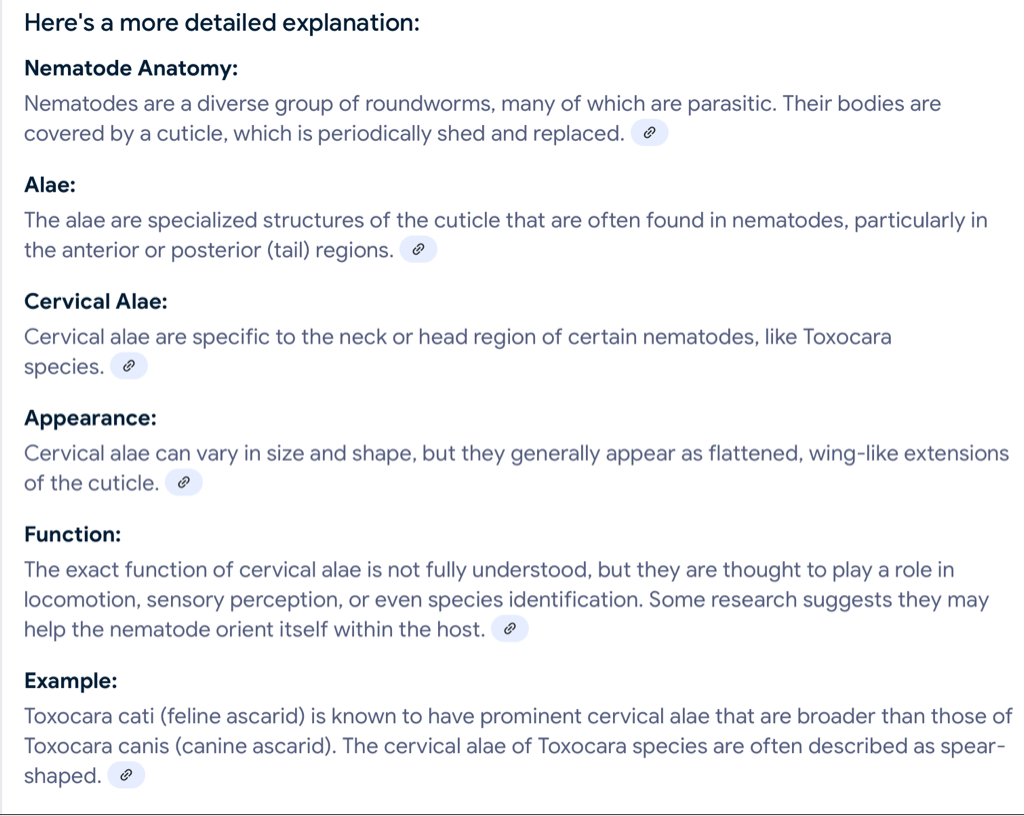 Here's a more detailed explanation:
Nematode Anatomy:
Nematodes are a diverse group of roundworms, many of which are parasitic. Their bodies are
covered by a cuticle, which is periodically shed and replaced.
Alae:
The alae are specialized structures of the cuticle that are often found in nematodes, particularly in
the anterior or posterior (tail) regions.
Cervical Alae:
Cervical alae are specific to the neck or head region of certain nematodes, like Toxocara
species.
Appearance:
Cervical alae can vary in size and shape, but they generally appear as flattened, wing-like extensions
of the cuticle.
Function:
The exact function of cervical alae is not fully understood, but they are thought to play a role in
locomotion, sensory perception, or even species identification. Some research suggests they may
help the nematode orient itself within the host.
Example:
Toxocara cati (feline ascarid) is known to have prominent cervical alae that are broader than those of
Toxocara canis (canine ascarid). The cervical alae of Toxocara species are often described as spear-
shaped.